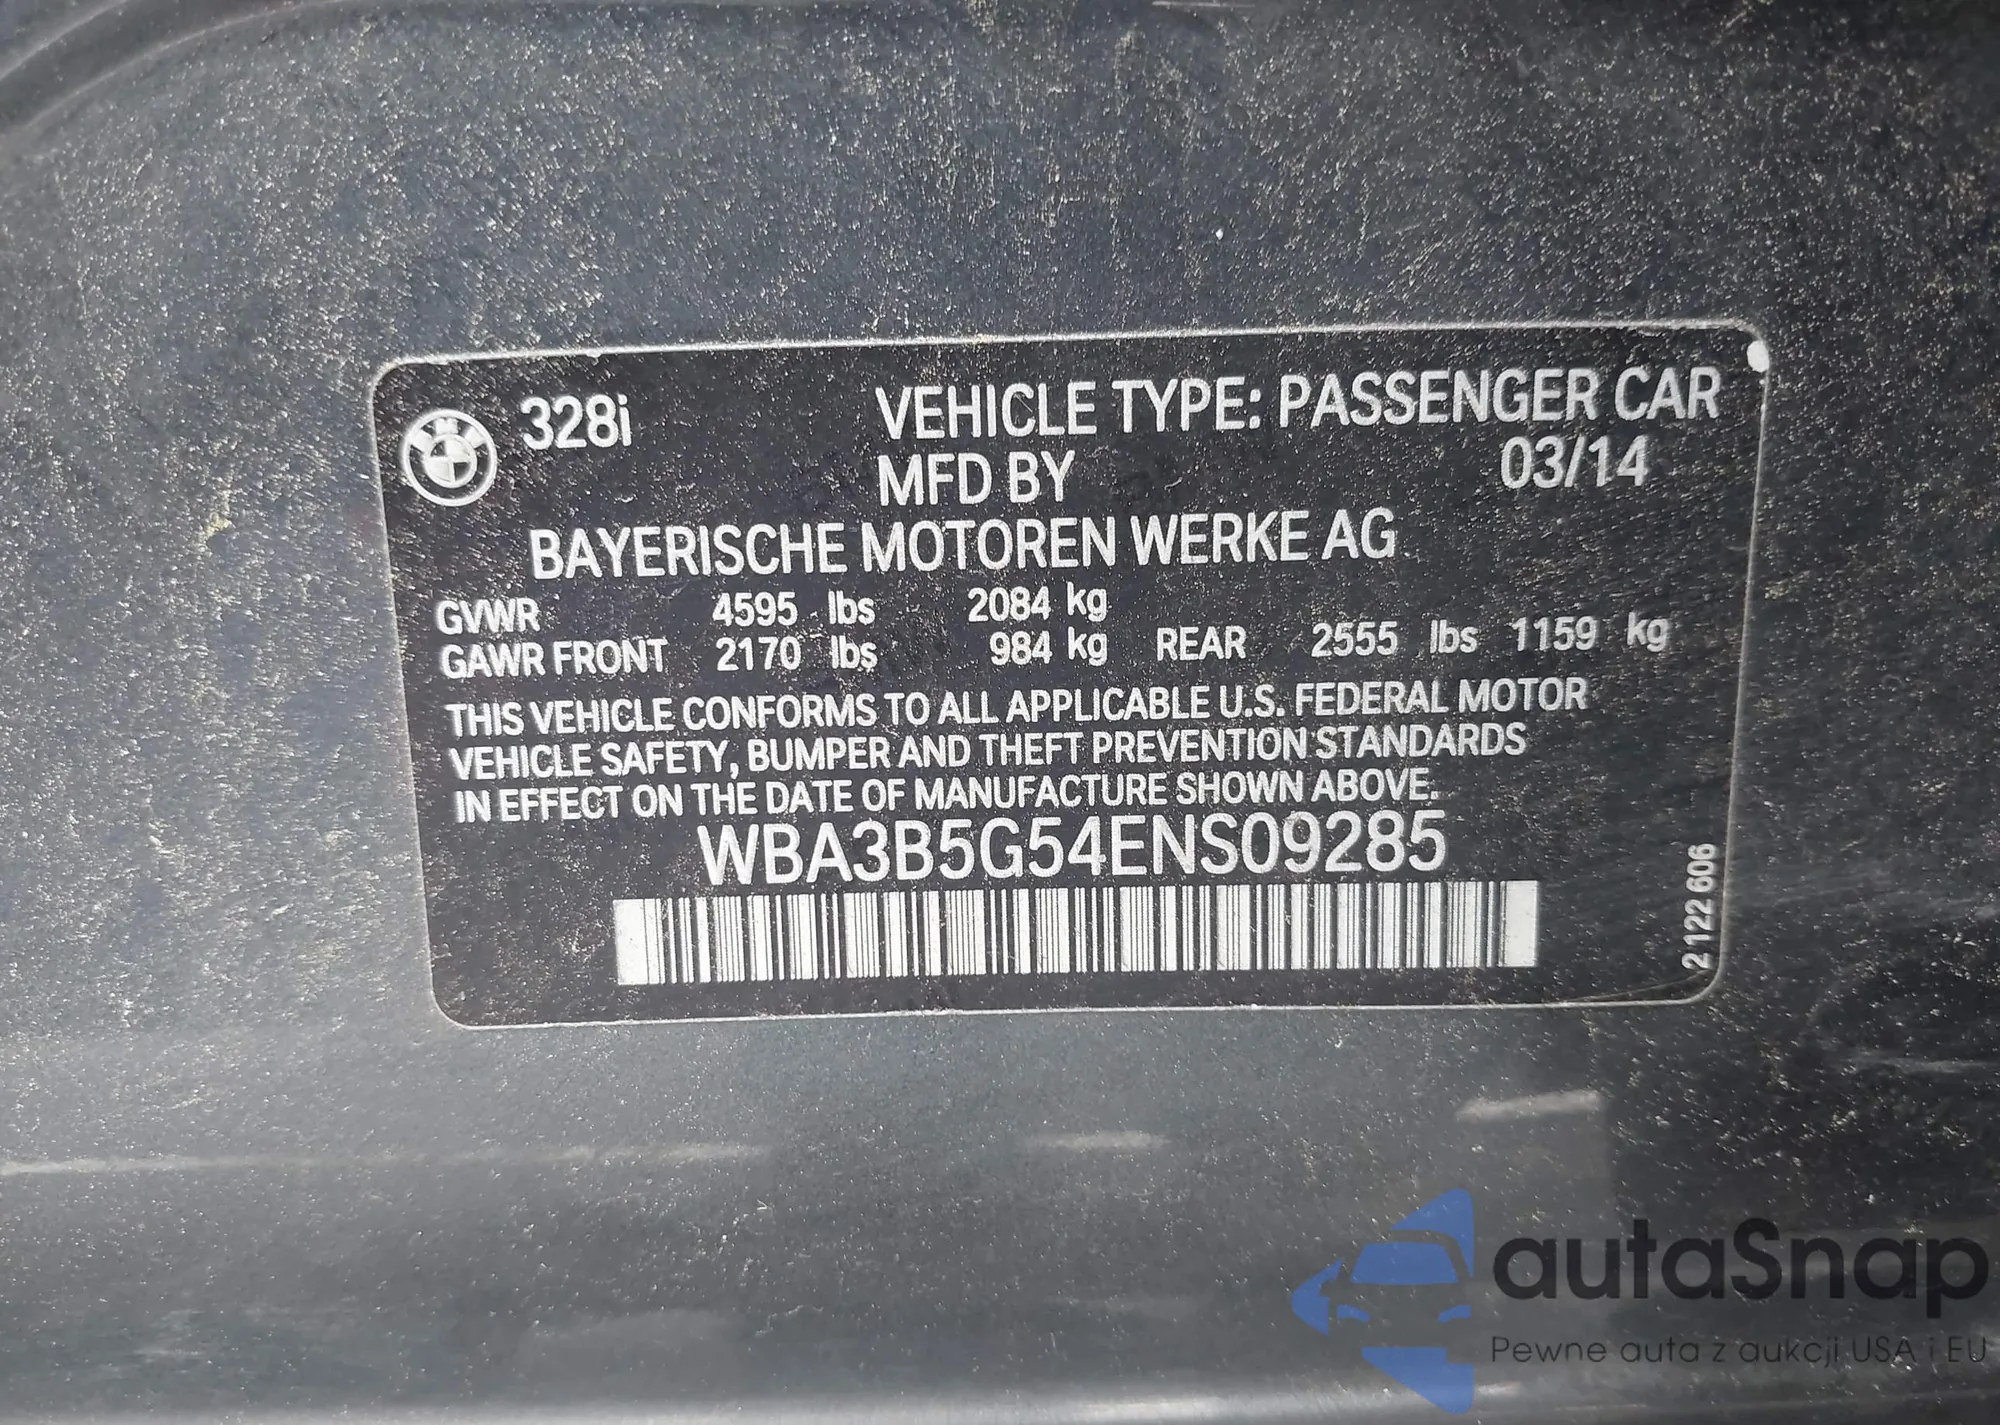 328i VEHICLE TYPE: PASSENGER CAR
MFD BY 03/14
BAYERISCHE MOTOREN WERKE AG
GVWR 4595 lbs 2084 kg
GAWR FRONT 2170 lbs 984 kg REAR 2555 lbs 1159 kg
THIS VEHICLE CONFORMS TO ALL APPLICABLE U.S. FEDERAL MOTOR
VEHICLE SAFETY, BUMPER AND THEFT PREVENTION STANDARDS
IN EFFECT ON THE DATE OF MANUFACTURE SHOWN ABOVE.
WBA3B5G54ENS09285
2 122 606
autaSnap
Pewne auta z aukcji USA i EU